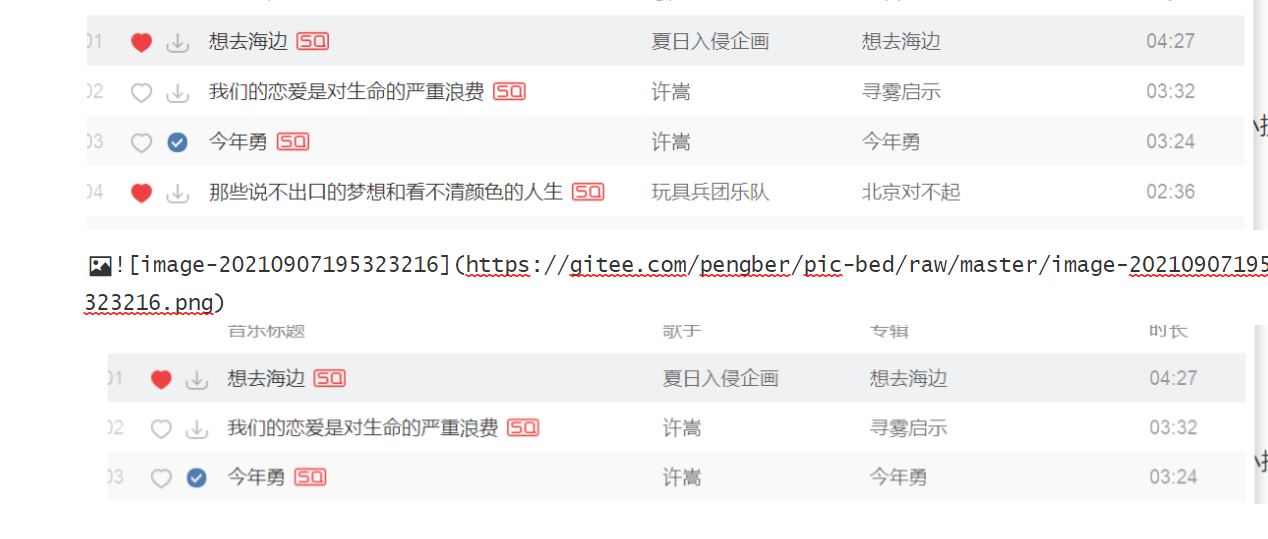 01 想去海边 SQ 夏日入侵企画 想去海边 04:27
02 我们的恋爱是对生命的严重浪费 SQ 许嵩 寻雾启示 03:32
03 今年勇 SQ 许嵩 今年勇 03:24
04 那些说不出口的梦想和看不清颜色的人生 SQ 玩具兵团乐队 北京对不起 02:36
![image-20210907195323216](https://gitee.com/pengber/pic-bed/raw/master/image-20210907195
323216.png)
音乐标题 歌手 专辑 时长
01 想去海边 SQ 夏日入侵企画 想去海边 04:27
02 我们的恋爱是对生命的严重浪费 SQ 许嵩 寻雾启示 03:32
03 今年勇 SQ 许嵩 今年勇 03:24